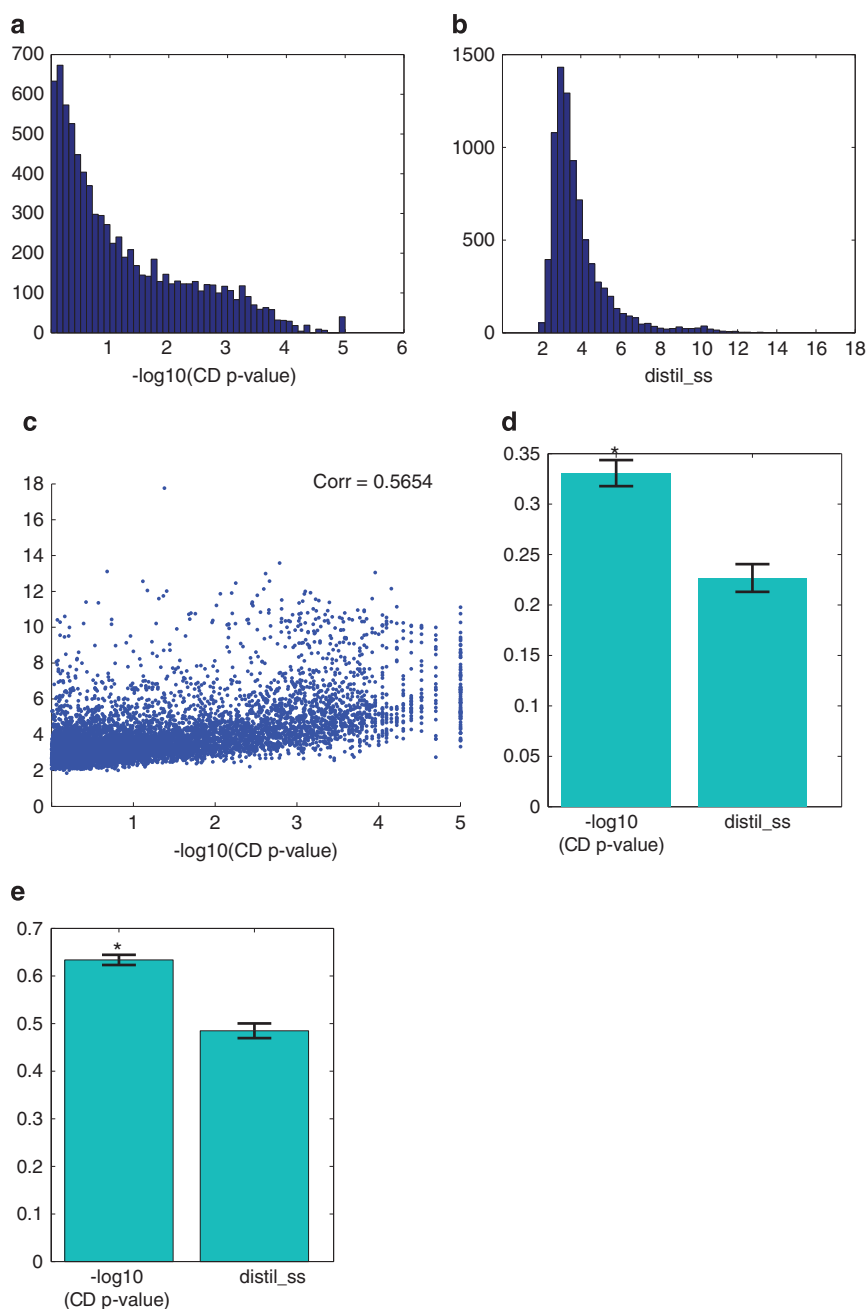 a
700
600
500
400
300
200
100
0
1 2 3 4 5 6
-log10(CD p-value)
b
1500
1000
500
0
2 4 6 8 10 12 14 16 18
distil_ss
c
18
16
14
12
10
8
6
4
2
0
Corr = 0.5654
1 2 3 4 5
-log10(CD p-value)
d
0.35
0.3
0.25
0.2
0.15
0.1
0.05
0
*
-log10
(CD p-value)
distil_ss
e
0.7
0.6
0.5
0.4
0.3
0.2
0.1
0
*
-log10
(CD p-value)
distil_ss